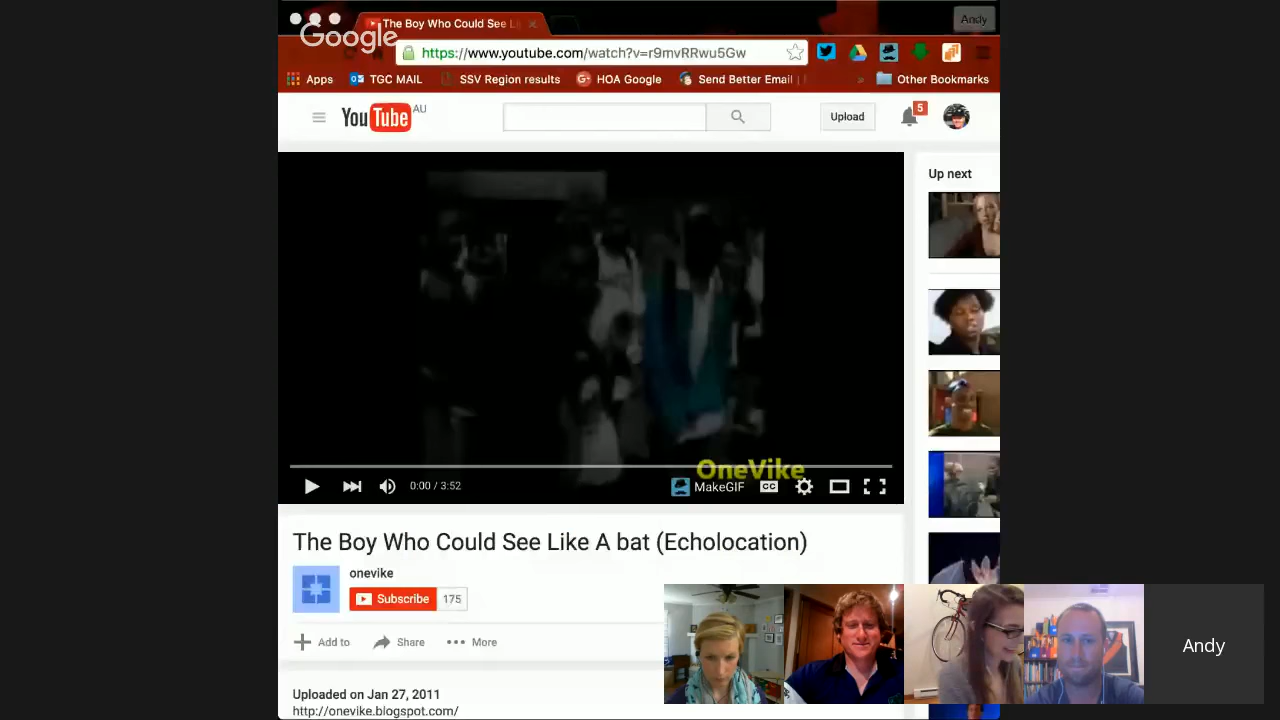 The Boy Who Could See L
Andy
Google
https://www.youtube.com/watch?v=r9mvRRwu5Gw
Apps TGC MAIL SSV Region results HOA Google Send Better Email | » Other Bookmarks
YouTube AU Upload 5
Up next
OneVike
0:00 / 3:52 MakeGIF CC
The Boy Who Could See Like A bat (Echolocation)
onevike
Subscribe 175
Add to Share More
Andy
Uploaded on Jan 27, 2011
http://onevike.blogspot.com/